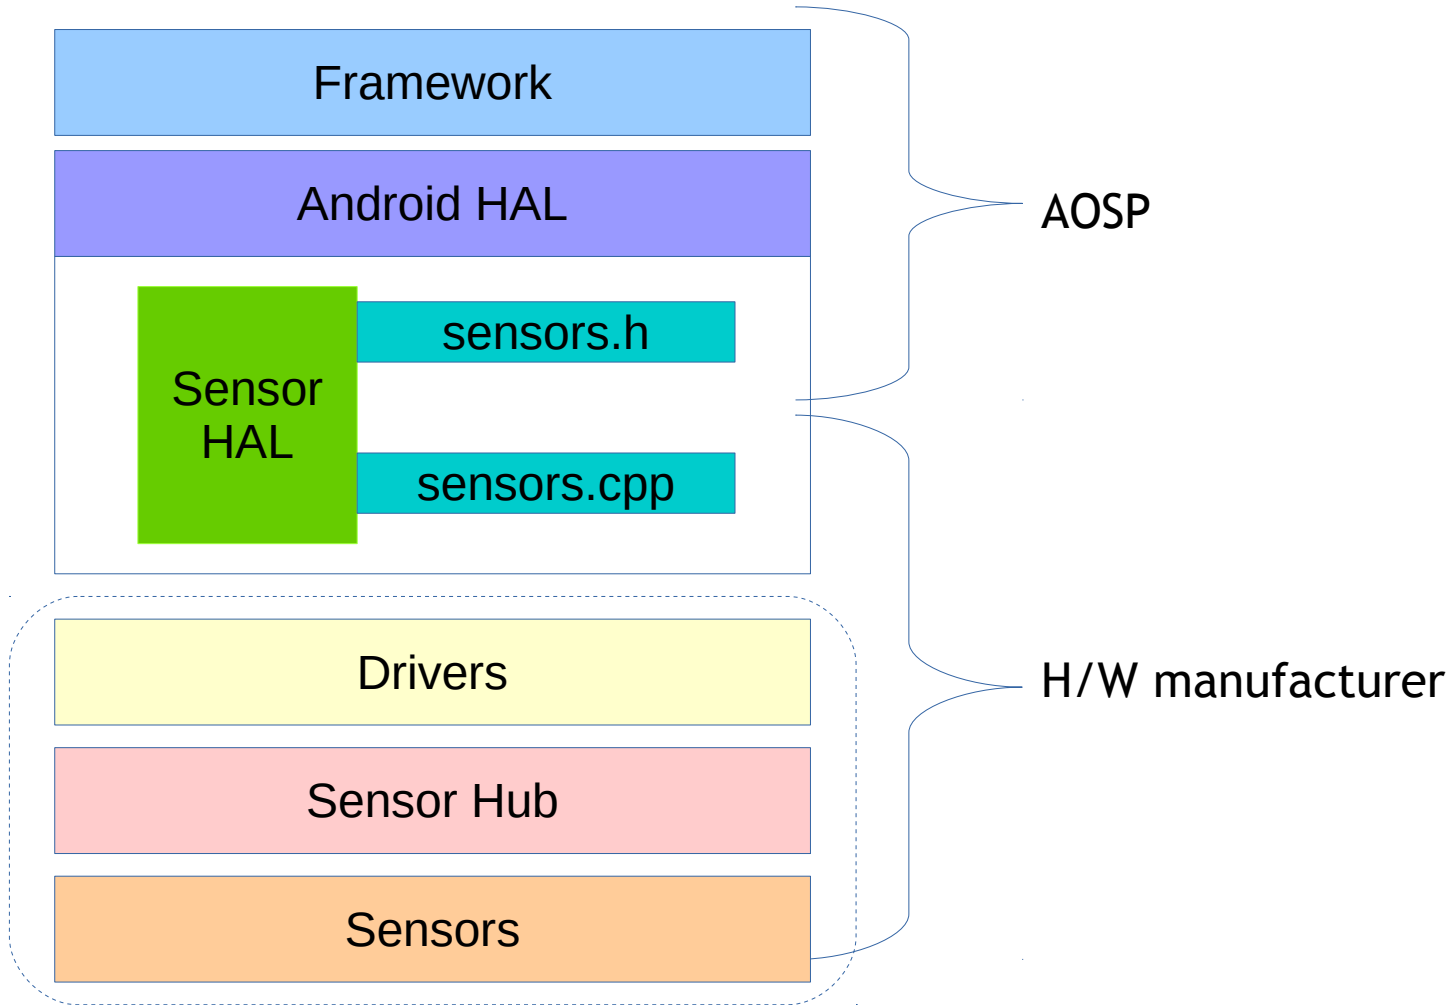 Framework
Android HAL
AOSP
sensors.h
Sensor
HAL
sensors.cpp
Drivers
H/W manufacturer
Sensor Hub
Sensors